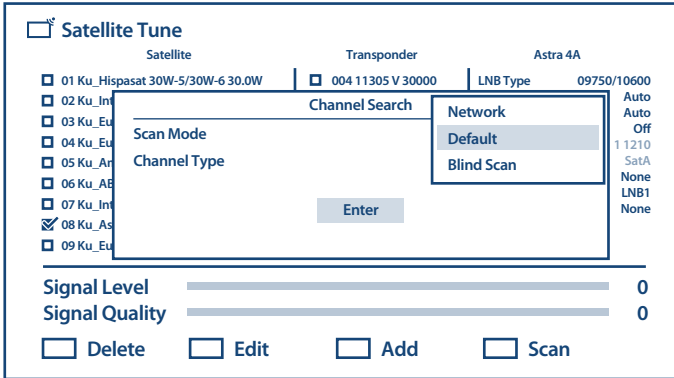 Satellite Tune
Satellite Transponder Astra 4A
01 Ku_Hispasat 30W-5/30W-6 30.0W 004 11305 V 30000 LNB Type 09750/10600
02 Ku_Int Auto
03 Ku_Eu Auto
04 Ku_Eu Off
05 Ku_An 1 1210
06 Ku_AB SatA
07 Ku_Int None
08 Ku_As LNB1
09 Ku_Eu None
Channel Search
Scan Mode
Channel Type
Network
Default
Blind Scan
Enter
Signal Level 0
Signal Quality 0
Delete Edit Add Scan